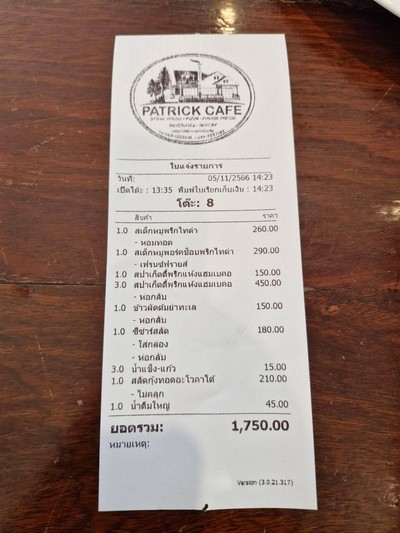 PATRICK CAFE
ใบแจ้งรายการ
วันที่: 05/11/2566 14:23
เปิดโต๊ะ : 13:35 พิมพ์ใบเรียกเก็บเงิน : 14:23
โต๊ะ: 8
สินค้า ราคา
1.0 สเต็กหมูพริกไทดำ 260.00
- หอมทอด
1.0 สเต็กหมูพอร์คช็อบพริกไทดำ 290.00
- เฟรนช์ฟรายส์
1.0 สปาเก็ตตี้พริกแห้งแฮมเบคอ 150.00
3.0 สปาเก็ตตี้พริกแห้งแฮมเบคอ 450.00
- ห่อกลับ
1.0 ข้าวผัดต้มยำทะเล 150.00
- ห่อกลับ
1.0 ซีซ่าร์สลัด 180.00
- ใส่กล่อง
- ห่อกลับ
3.0 น้ำแข็ง-แก้ว 15.00
1.0 สลัดกุ้งทอดอะโวคาโด้ 210.00
- ไม่คลุก
1.0 น้ำดื่มใหญ่ 45.00
ยอดรวม: 1,750.00
หมายเหตุ:
Version (3.0.21.317)